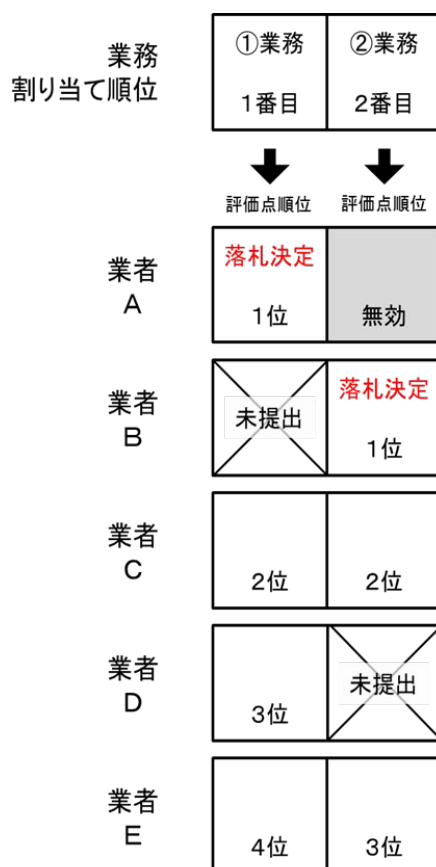 業務
割り当て順位
①業務
②業務
1番目
2番目
評価点順位
評価点順位
業者
A
落札決定
1位
無効
業者
B
未提出
落札決定
1位
業者
C
2位
2位
業者
D
3位
未提出
業者
E
4位
3位